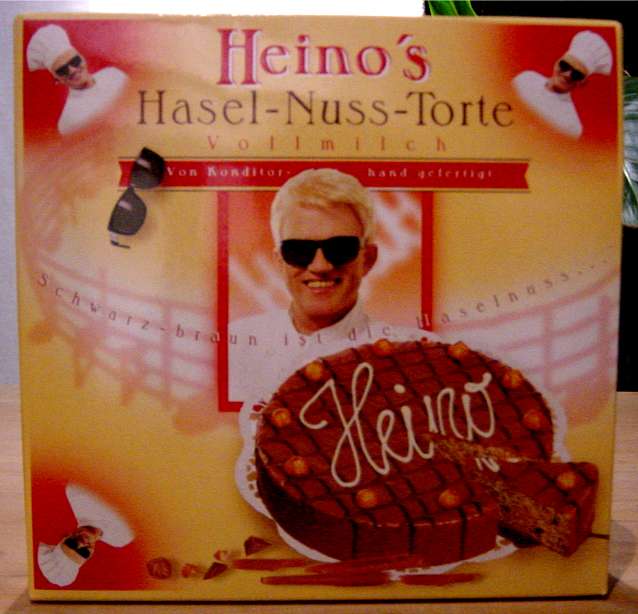 Heino´s
Hasel-Nuss-Torte
Vollmilch
Von Konditor- hand gefertigt
Schwarz-braun ist die Haselnuss...
Heino